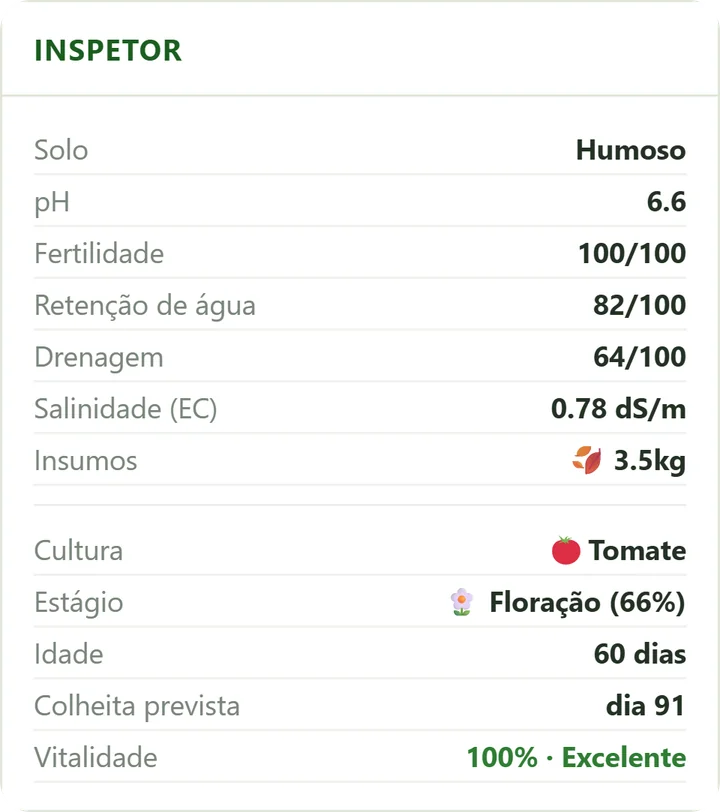 INSPETOR
Solo Humoso
pH 6.6
Fertilidade 100/100
Retenção de água 82/100
Drenagem 64/100
Salinidade (EC) 0.78 dS/m
Insumos 🍂 3.5kg
Cultura 🍅 Tomate
Estágio 🌼 Floração (66%)
Idade 60 dias
Colheita prevista dia 91
Vitalidade 100% · Excelente